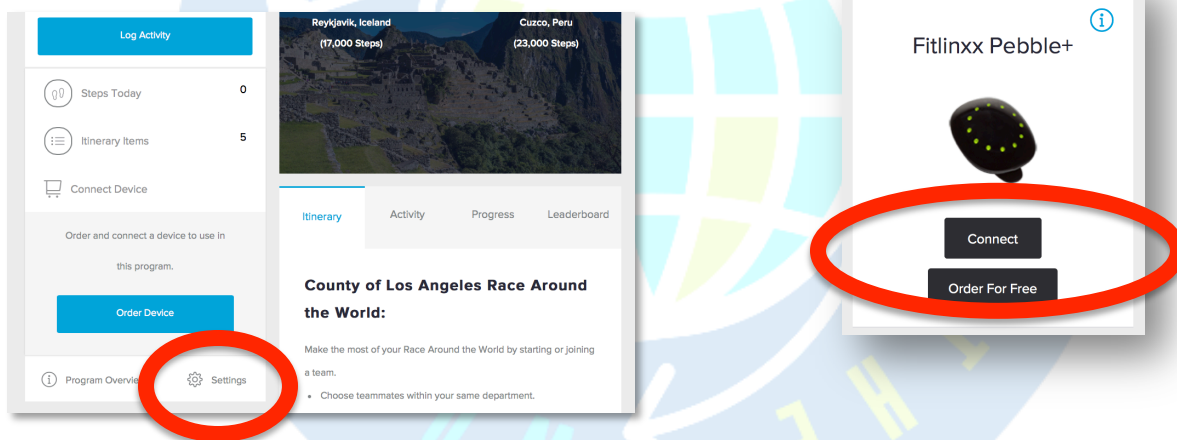 Log Activity
Steps Today 0
Itinerary Items 5
Connect Device
Order and connect a device to use in
this program.
Order Device
Program Overvie
Settings
Reykjavik, Iceland
(17,000 Steps)
Cuzco, Peru
(23,000 Steps)
Itinerary Activity Progress Leaderboard
County of Los Angeles Race Around
the World:
Make the most of your Race Around the World by starting or joining
a team.
• Choose teammates within your same department.
Fitlinxx Pebble+
Connect
Order For Free